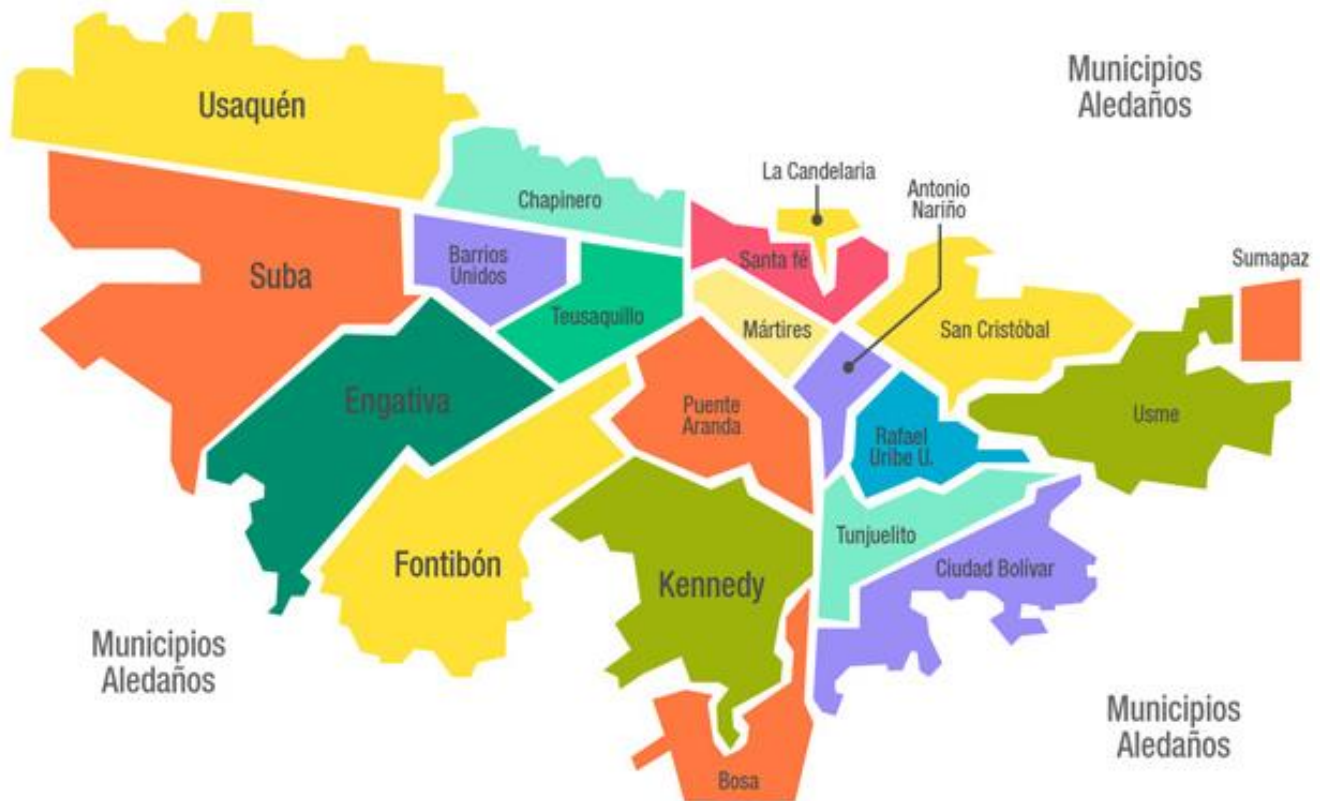 Municipios
Aledaños
Usaquén
La Candelaria
Antonio
Nariño
Chapinero
Barrios
Unidos
Santa fé
Sumapaz
Suba
Teusaquillo
Mártires
San Cristóbal
Engativa
Puente
Aranda
Usme
Rafael
Uribe U.
Tunjuelito
Fontibón
Kennedy
Ciudad Bolívar
Municipios
Aledaños
Municipios
Aledaños
Bosa